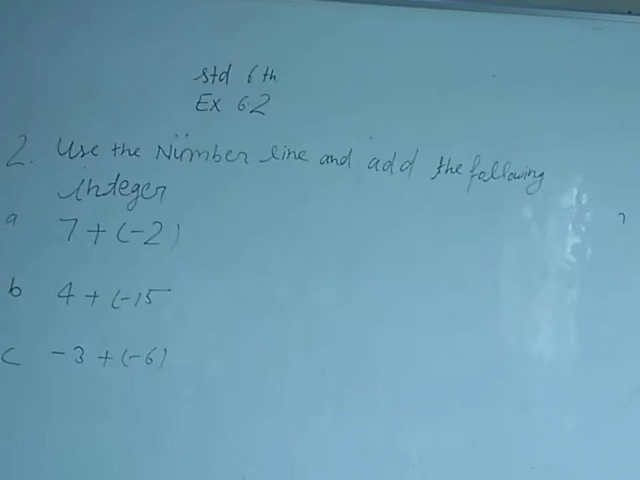 Std 6th
Ex 6.2
2. Use the Number line and add the following
integer
a 7 + (-2)
b 4 + (-15
c -3 + (-6)